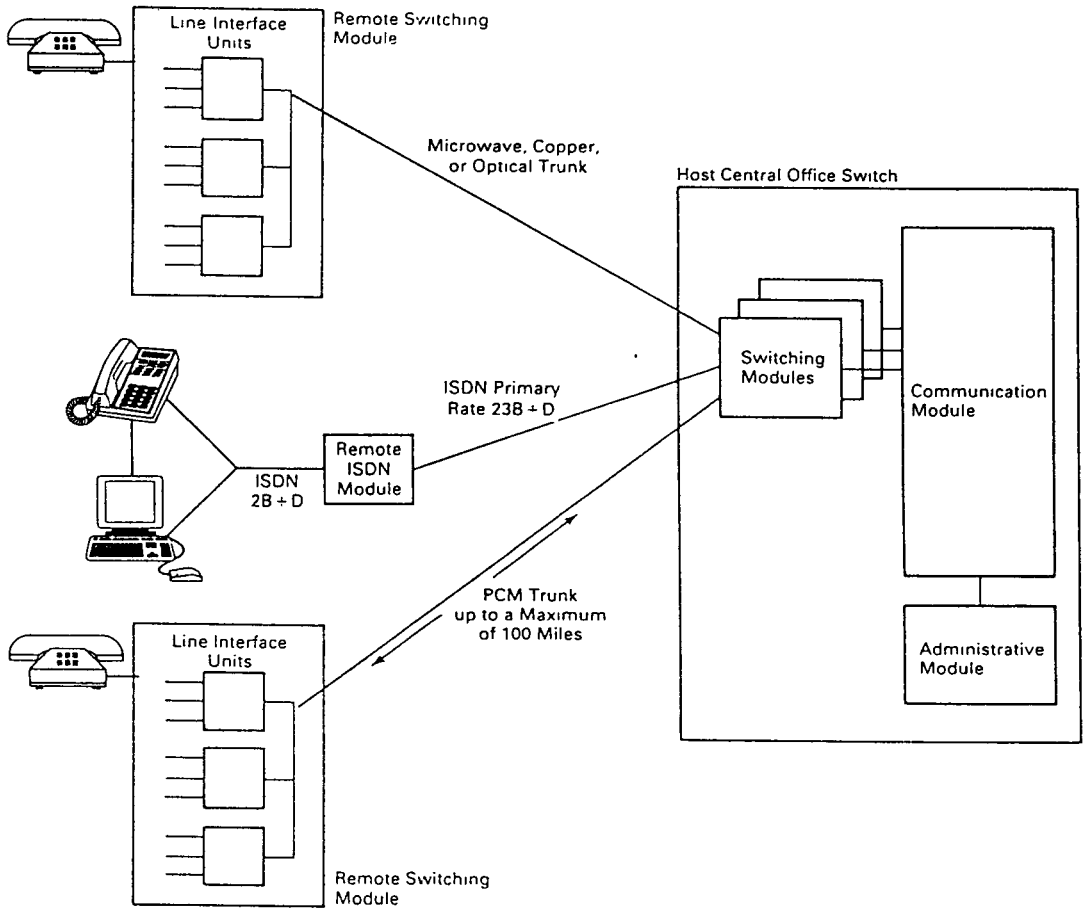 Line Interface
Units
Remote Switching
Module
Microwave, Copper,
or Optical Trunk
Host Central Office Switch
Switching
Modules
Communication
Module
Administrative
Module
ISDN Primary
Rate 23B + D
Remote
ISDN
Module
ISDN
2B + D
PCM Trunk
up to a Maximum
of 100 Miles
Line Interface
Units
Remote Switching
Module